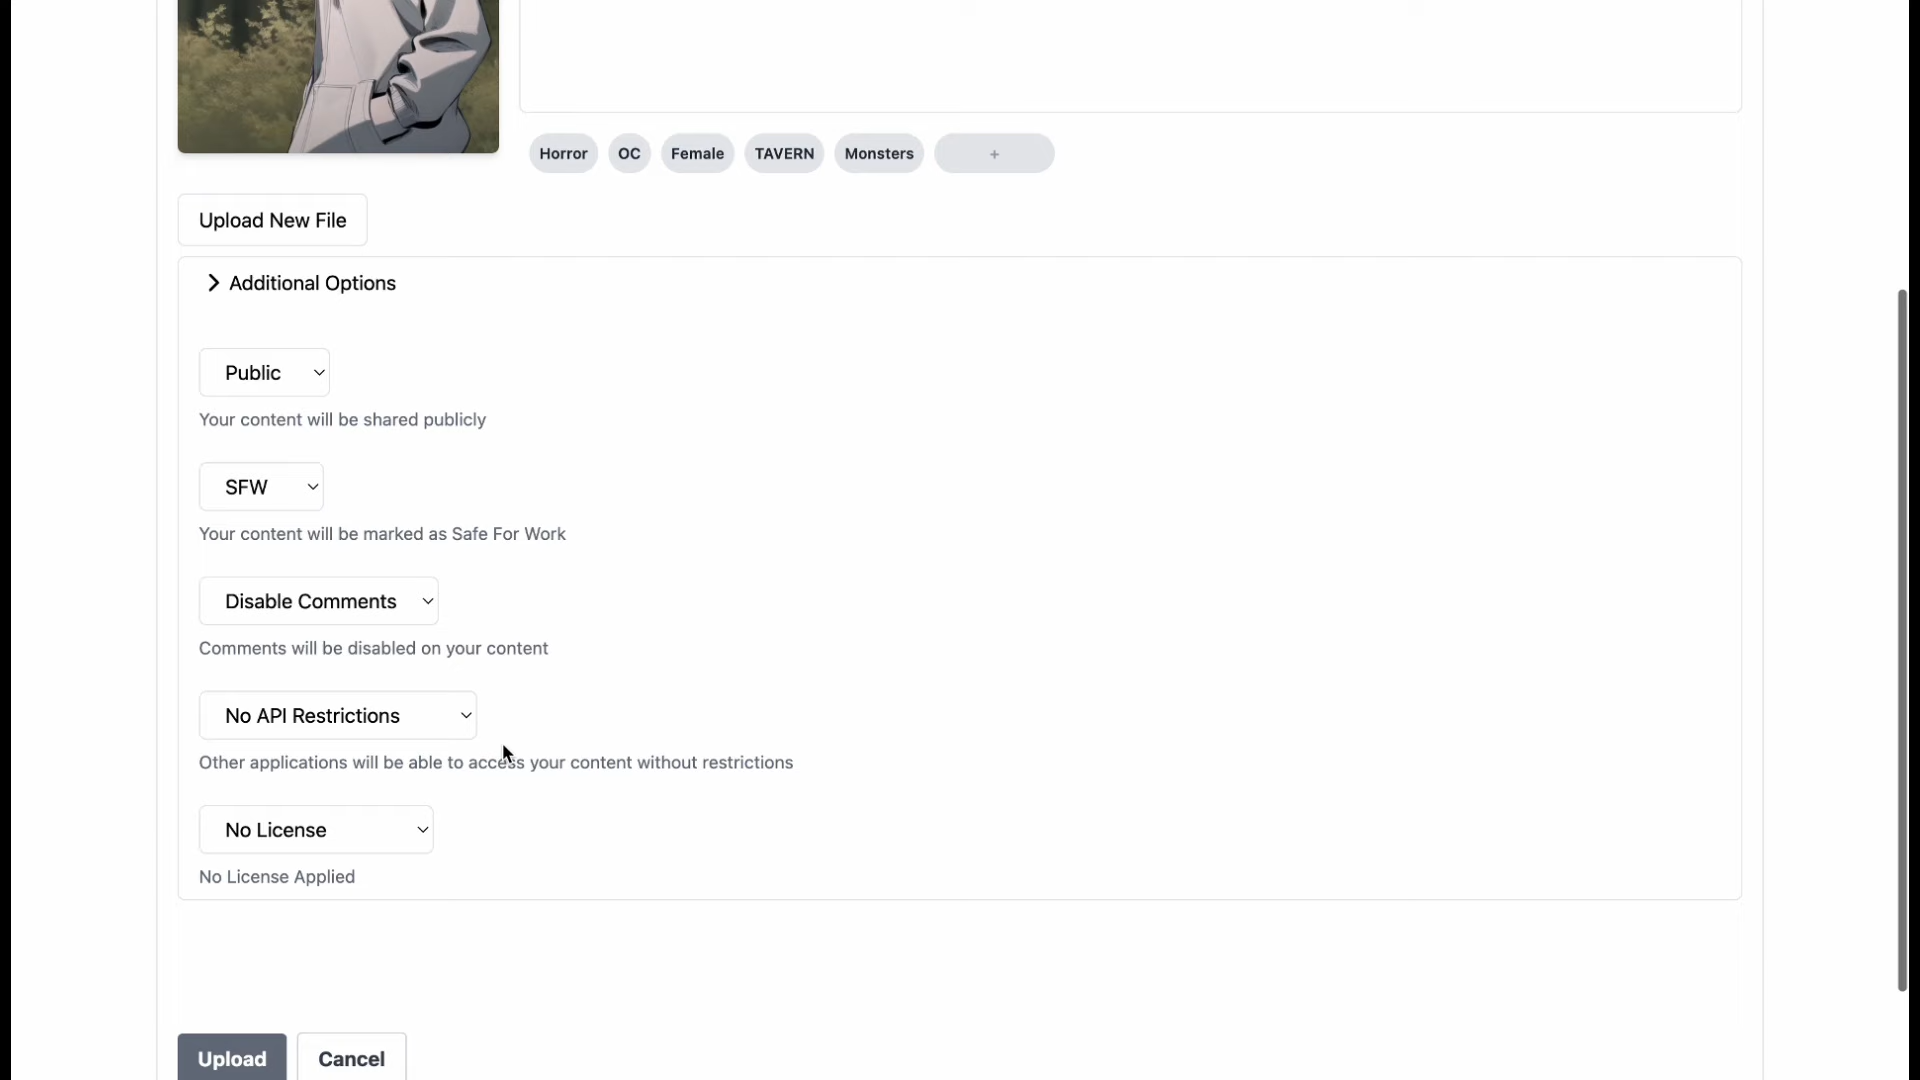 Horror OC Female TAVERN Monsters +
Upload New File
Additional Options
Public
Your content will be shared publicly
SFW
Your content will be marked as Safe For Work
Disable Comments
Comments will be disabled on your content
No API Restrictions
Other applications will be able to access your content without restrictions
No License
No License Applied
Upload Cancel